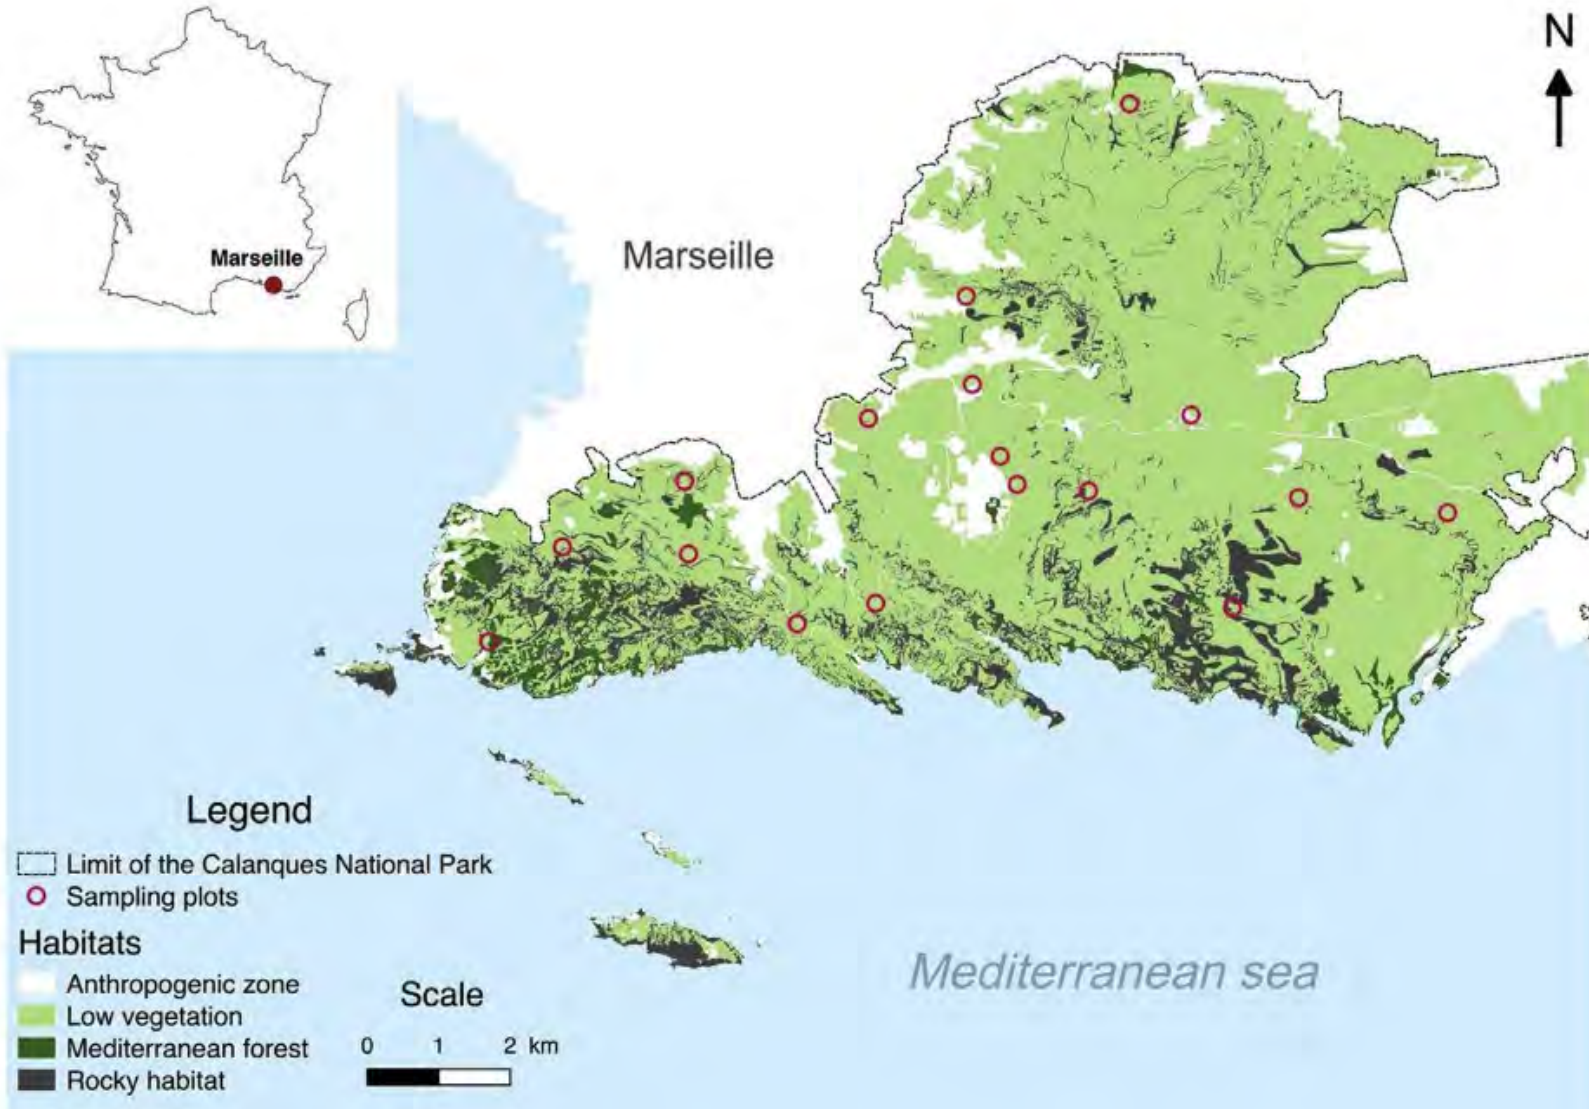 N
Marseille
Marseille
Legend
Limit of the Calanques National Park
Sampling plots
Habitats
Anthropogenic zone
Low vegetation
Mediterranean forest
Rocky habitat
Scale
0 1 2 km
Mediterranean sea